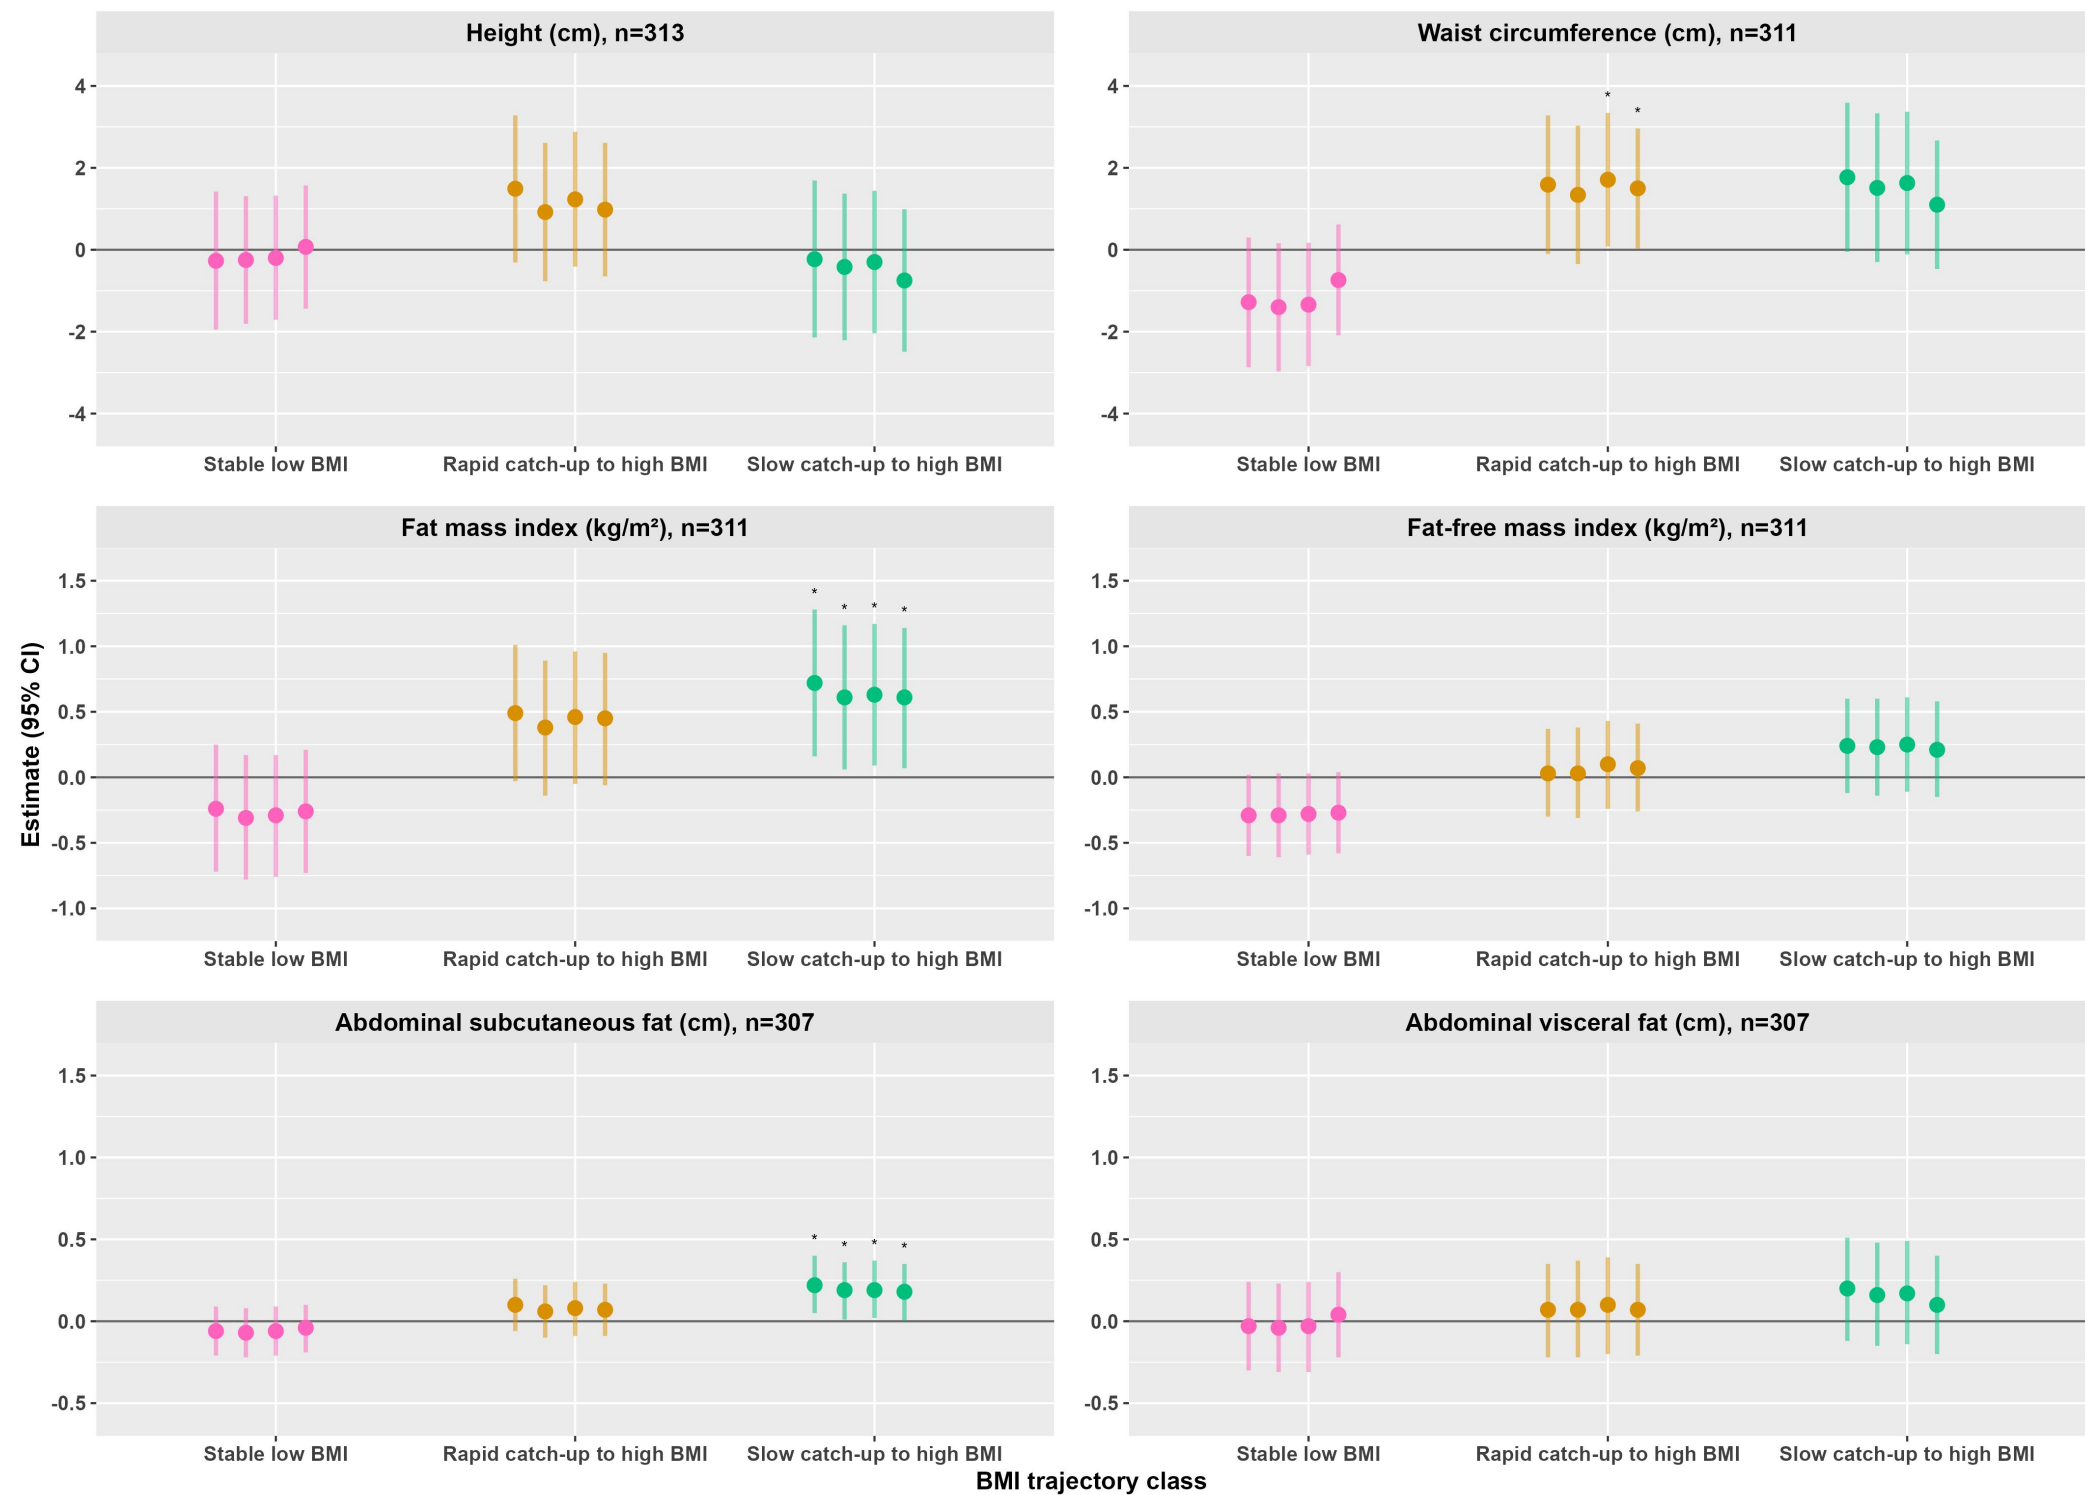 Height (cm), n=313
Waist circumference (cm), n=311
4
2
0
-2
-4
Stable low BMI
Rapid catch-up to high BMI
Slow catch-up to high BMI
4
2
0
-2
-4
Stable low BMI
Rapid catch-up to high BMI
Slow catch-up to high BMI
* *
Estimate (95% CI)
Fat mass index (kg/m²), n=311
Fat-free mass index (kg/m²), n=311
1.5
1.0
0.5
0.0
-0.5
-1.0
* * * *
Stable low BMI
Rapid catch-up to high BMI
Slow catch-up to high BMI
1.5
1.0
0.5
0.0
-0.5
-1.0
Stable low BMI
Rapid catch-up to high BMI
Slow catch-up to high BMI
Abdominal subcutaneous fat (cm), n=307
Abdominal visceral fat (cm), n=307
1.5
1.0
0.5
0.0
-0.5
* * * *
Stable low BMI
Rapid catch-up to high BMI
Slow catch-up to high BMI
1.5
1.0
0.5
0.0
-0.5
Stable low BMI
Rapid catch-up to high BMI
Slow catch-up to high BMI
BMI trajectory class